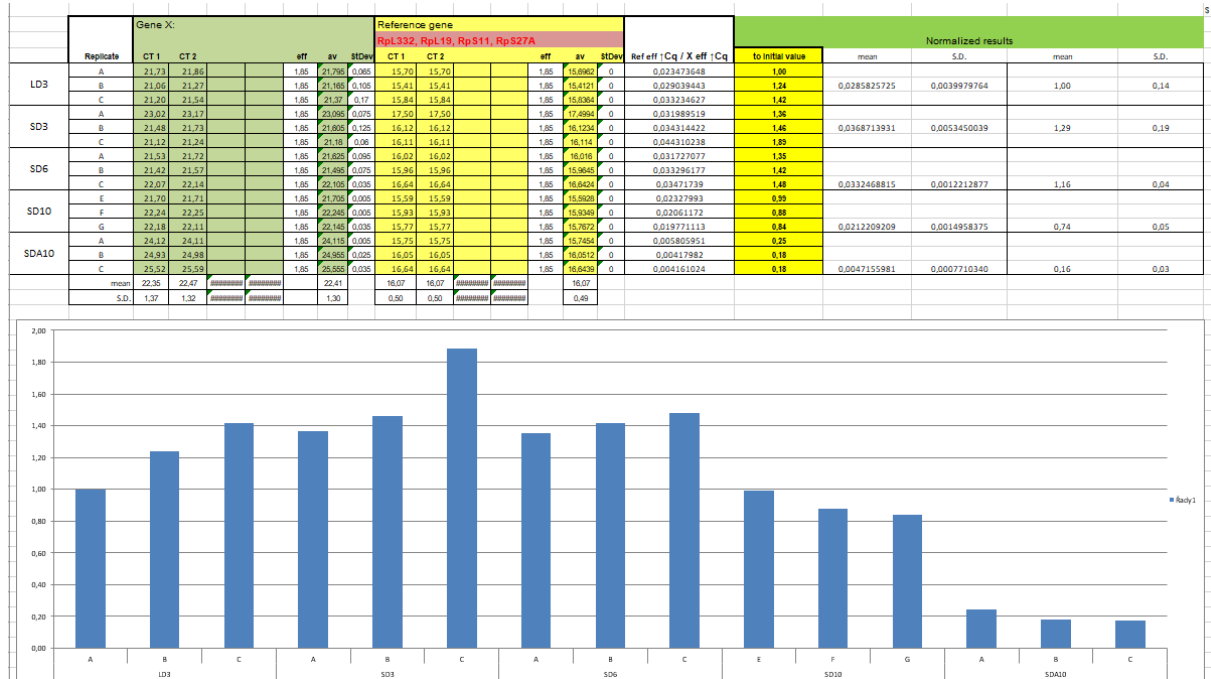 S
Gene X: Reference gene
RpL332, RpL19, RpS11, RpS27A Normalized results
Replicate CT 1 CT 2 eff av StDev CT 1 CT 2 eff av StDev Ref eff ↑Cq / X eff ↑Cq to initial value mean S.D. mean S.D.
LD3 A 21,73 21,86 1,85 21,795 0,065 15,70 15,70 1,85 15,6962 0 0,023473648 1,00
B 21,06 21,27 1,85 21,165 0,105 15,41 15,41 1,85 15,4121 0 0,029039443 1,24 0,0285825725 0,0039979764 1,00 0,14
C 21,20 21,54 1,85 21,37 0,17 15,84 15,84 1,85 15,8364 0 0,033234627 1,42
SD3 A 23,02 23,17 1,85 23,095 0,075 17,50 17,50 1,85 17,4994 0 0,031989519 1,36
B 21,48 21,73 1,85 21,605 0,125 16,12 16,12 1,85 16,1234 0 0,034314422 1,46 0,0368713931 0,0053450039 1,29 0,19
C 21,12 21,24 1,85 21,18 0,06 16,11 16,11 1,85 16,114 0 0,044310238 1,89
SD6 A 21,53 21,72 1,85 21,625 0,095 16,02 16,02 1,85 16,016 0 0,031727077 1,35
B 21,42 21,57 1,85 21,495 0,075 15,96 15,96 1,85 15,9645 0 0,033296177 1,42
C 22,07 22,14 1,85 22,105 0,035 16,64 16,64 1,85 16,6424 0 0,03471739 1,48 0,0332468815 0,0012212877 1,16 0,04
SD10 E 21,70 21,71 1,85 21,705 0,005 15,59 15,59 1,85 15,5928 0 0,02327993 0,99
F 22,24 22,25 1,85 22,245 0,005 15,93 15,93 1,85 15,9349 0 0,02061172 0,88
G 22,18 22,11 1,85 22,145 0,035 15,77 15,77 1,85 15,7672 0 0,019771113 0,84 0,0212209209 0,0014958375 0,74 0,05
SDA10 A 24,12 24,11 1,85 24,115 0,005 15,75 15,75 1,85 15,7454 0 0,005805951 0,25
B 24,93 24,98 1,85 24,955 0,025 16,05 16,05 1,85 16,0512 0 0,00417982 0,18
C 25,52 25,59 1,85 25,555 0,035 16,64 16,64 1,85 16,6439 0 0,004161024 0,18 0,0047155981 0,0007710340 0,16 0,03
mean 22,35 22,47 ######## ######## 22,41 16,07 16,07 ######## ######## 16,07
S.D. 1,37 1,32 ######## ######## 1,30 0,50 0,50 ######## ######## 0,49
2,00
1,80
1,60
1,40
1,20
1,00
0,80
0,60
0,40
0,20
0,00
Řady1
A B C A B C A B C E F G A B C
LD3 SD3 SD6 SD10 SDA10